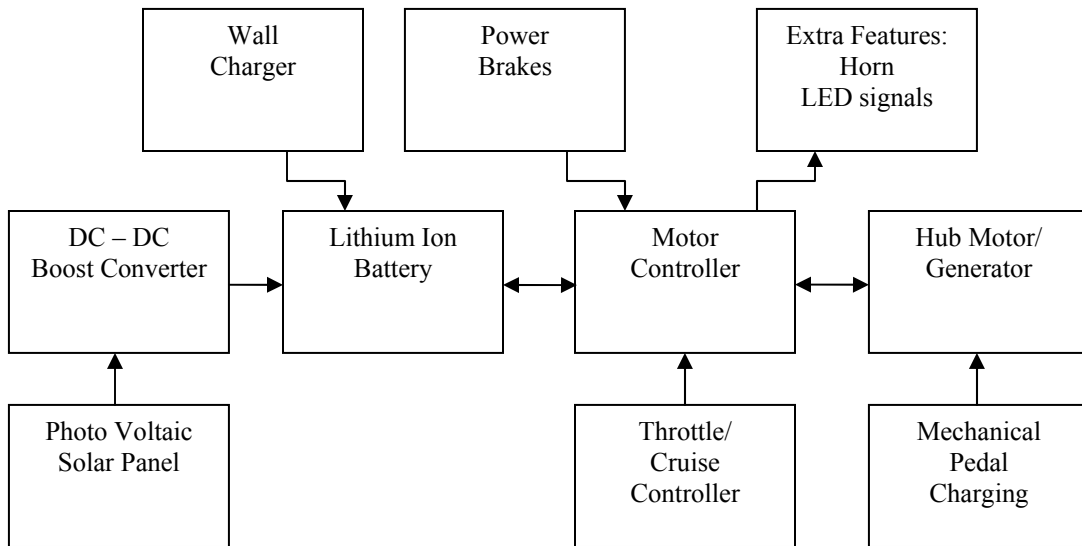 Wall
Charger
Power
Brakes
Extra Features:
Horn
LED signals
DC – DC
Boost Converter
Lithium Ion
Battery
Motor
Controller
Hub Motor/
Generator
Photo Voltaic
Solar Panel
Throttle/
Cruise
Controller
Mechanical
Pedal
Charging